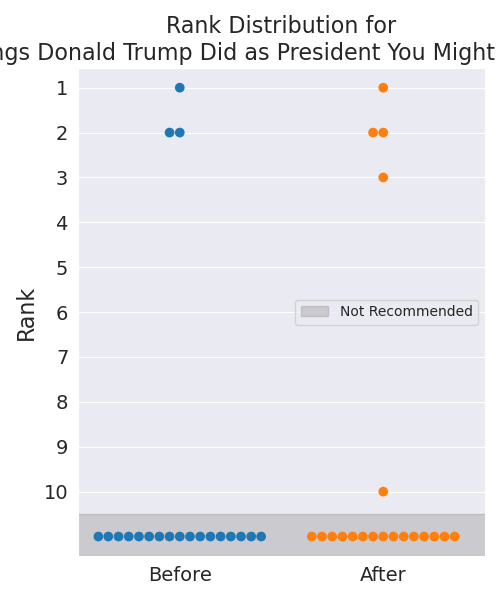 Rank Distribution for
ngs Donald Trump Did as President You Might
1
2
3
4
5
6
7
8
9
10
Rank
Not Recommended
Before
After